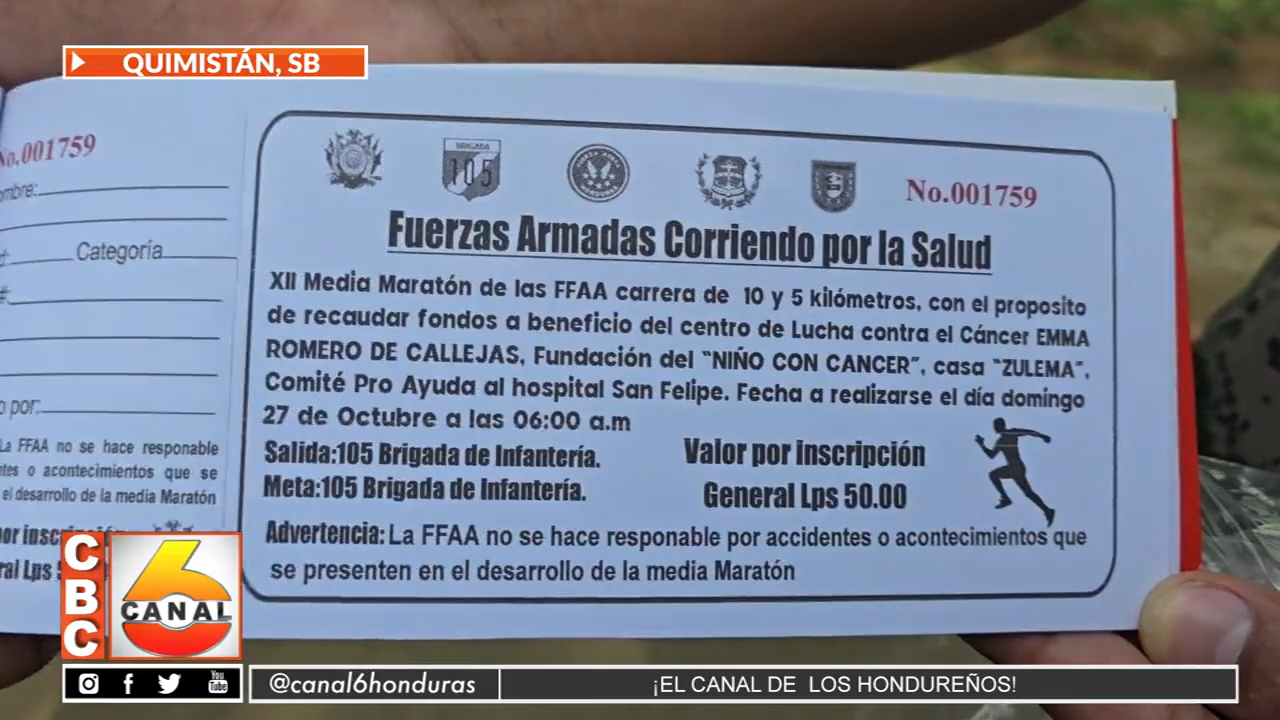 QUIMISTÁN, SB
No.001759
ombre:
Categoría
#:
o por:
La FFAA no se hace responable
ntes o acontecimientos que se
el desarrollo de la media Maratón
BRIGADA
105
No.001759
Fuerzas Armadas Corriendo por la Salud
XII Media Maratón de las FFAA carrera de 10 y 5 kilómetros, con el proposito
de recaudar fondos a beneficio del centro de Lucha contra el Cáncer EMMA
ROMERO DE CALLEJAS, Fundación del "NIÑO CON CANCER", casa "ZULEMA",
Comité Pro Ayuda al hospital San Felipe. Fecha a realizarse el día domingo
27 de Octubre a las 06:00 a.m
Salida:105 Brigada de Infantería.
Meta:105 Brigada de Infantería.
Valor por inscripción
General Lps 50.00
Advertencia: La FFAA no se hace responable por accidentes o acontecimientos que
se presenten en el desarrollo de la media Maratón
CBC
6
CANAL
You
Tube
@canal6honduras
¡EL CANAL DE LOS HONDUREÑOS!